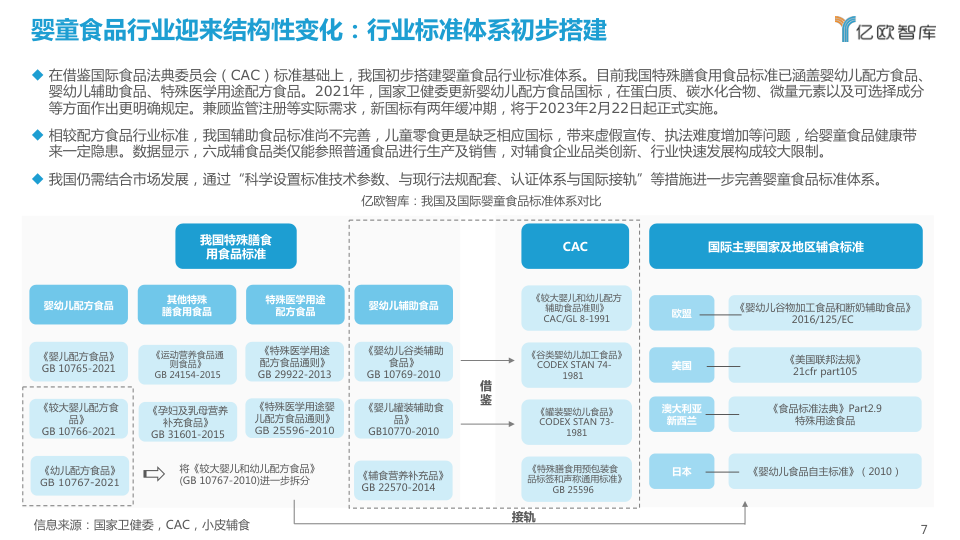 婴童食品行业迎来结构性变化：行业标准体系初步搭建
亿欧智库
◆ 在借鉴国际食品法典委员会（CAC）标准基础上，我国初步搭建婴童食品行业标准体系。目前我国特殊膳食用食品标准已涵盖婴幼儿配方食品、
婴幼儿辅助食品、特殊医学用途配方食品。2021年，国家卫健委更新婴幼儿配方食品国标，在蛋白质、碳水化合物、微量元素以及可选择成分
等方面作出更明确规定。兼顾监管注册等实际需求，新国标有两年缓冲期，将于2023年2月22日起正式实施。
◆ 相较配方食品行业标准，我国辅助食品标准尚不完善，儿童零食更是缺乏相应国标，带来虚假宣传、执法难度增加等问题，给婴童食品健康带
来一定隐患。数据显示，六成辅食品类仅能参照普通食品进行生产及销售，对辅食企业品类创新、行业快速发展构成较大限制。
◆ 我国仍需结合市场发展，通过“科学设置标准技术参数、与现行法规配套、认证体系与国际接轨”等措施进一步完善婴童食品标准体系。
亿欧智库：我国及国际婴童食品标准体系对比
我国特殊膳食
用食品标准
CAC
国际主要国家及地区辅食标准
婴幼儿配方食品
其他特殊
膳食用食品
特殊医学用途
配方食品
婴幼儿辅助食品
《婴儿配方食品》
GB 10765-2021
《较大婴儿配方食
品》
GB 10766-2021
《幼儿配方食品》
GB 10767-2021
《运动营养食品通
则食品》
GB 24154-2015
《孕妇及乳母营养
补充食品》
GB 31601-2015
《特殊医学用途
配方食品通则》
GB 29922-2013
《特殊医学用途婴
儿配方食品通则》
GB 25596-2010
将《较大婴儿和幼儿配方食品》
(GB 10767-2010)进一步拆分
《婴幼儿谷类辅助
食品》
GB 10769-2010
《婴儿罐装辅助食
品》
GB10770-2010
《辅食营养补充品》
GB 22570-2014
借
鉴
《较大婴儿和幼儿配方
辅助食品准则》
CAC/GL 8-1991
《谷类婴幼儿加工食品》
CODEX STAN 74-
1981
《罐装婴幼儿食品》
CODEX STAN 73-
1981
《特殊膳食用预包装食
品标签和声称通用标准》
GB 25596
欧盟
《婴幼儿谷物加工食品和断奶辅助食品》
2016/125/EC
美国
《美国联邦法规》
21cfr part105
澳大利亚
新西兰
《食品标准法典》Part2.9
特殊用途食品
日本
《婴幼儿食品自主标准》（2010）
接轨
信息来源：国家卫健委，CAC，小皮辅食
7